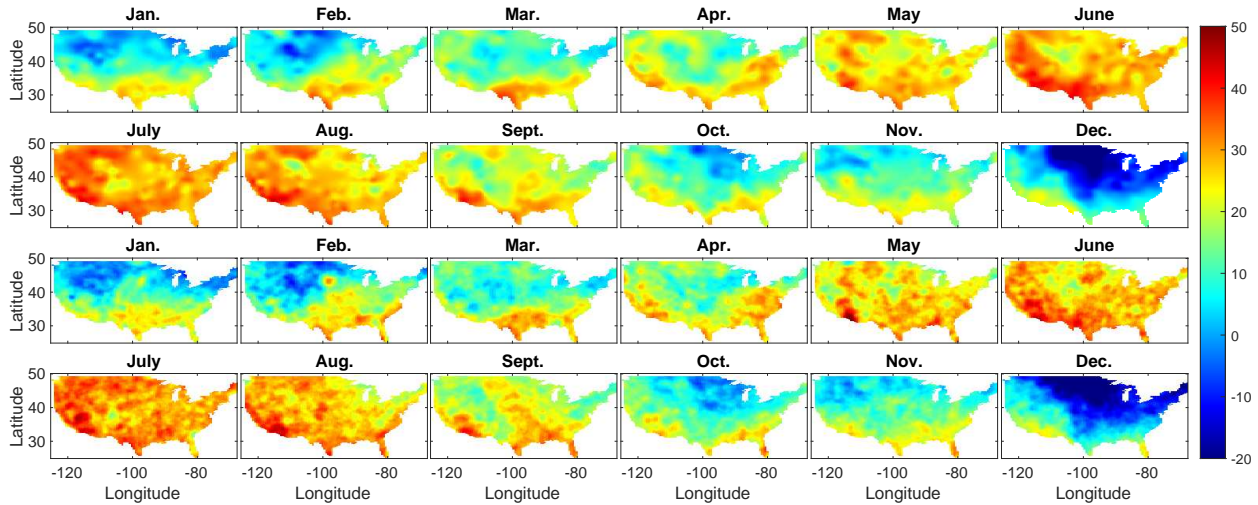 Jan. Feb. Mar. Apr. May June
50
40
30
Latitude
50
July Aug. Sept. Oct. Nov. Dec.
50
40
30
Latitude
40
30
20
10
0
-10
-20
Jan. Feb. Mar. Apr. May June
50
40
30
Latitude
July Aug. Sept. Oct. Nov. Dec.
50
40
30
Latitude
-120 -100 -80 -120 -100 -80 -120 -100 -80 -120 -100 -80 -120 -100 -80 -120 -100 -80
Longitude Longitude Longitude Longitude Longitude Longitude